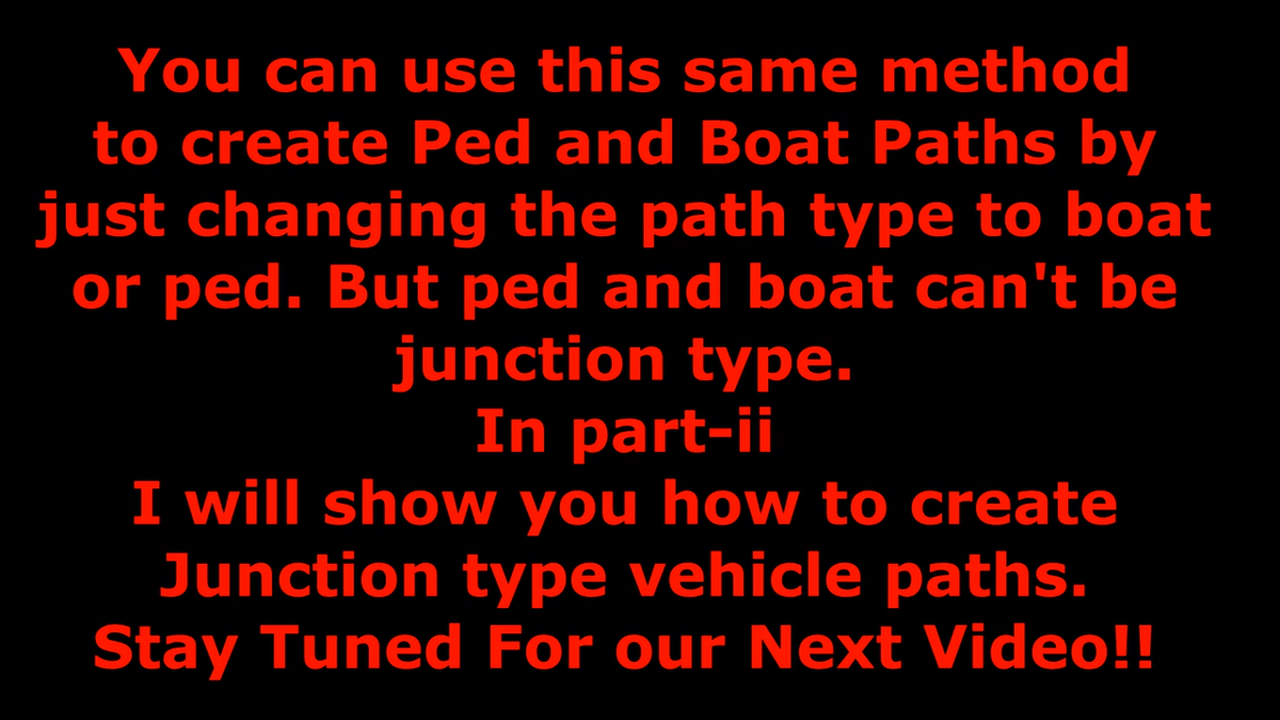 You can use this same method
to create Ped and Boat Paths by
just changing the path type to boat
or ped. But ped and boat can't be
junction type.
In part-ii
I will show you how to create
Junction type vehicle paths.
Stay Tuned For our Next Video!!